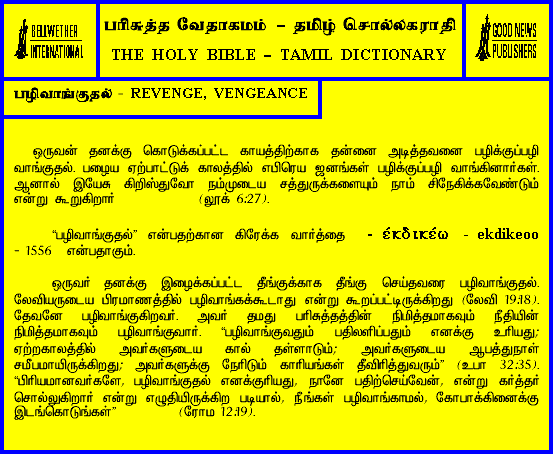 BELLWETHER
INTERNATIONAL
பரிசுத்த வேதாகமம் – தமிழ் சொல்லகராதி
THE HOLY BIBLE – TAMIL DICTIONARY
GOOD NEWS
PUBLISHERS
பழிவாங்குதல் - REVENGE, VENGEANCE
ஒருவன் தனக்கு கொடுக்கப்பட்ட காயத்திற்காக தன்னை அடித்தவனை பழிக்குப்பழி
வாங்குதல். பழைய ஏற்பாட்டுக் காலத்தில் எபிரெய ஜனங்கள் பழிக்குப்பழி வாங்கினார்கள்.
ஆனால் இயேசு கிறிஸ்துவோ நம்முடைய சத்துருக்களையும் நாம் சிநேகிக்கவேண்டும்
என்று கூறுகிறார் (லூக் 6:27).
“பழிவாங்குதல்” என்பதற்கான கிரேக்க வார்த்தை - έκδικέω - ekdikeoo
- 1556 என்பதாகும்.
ஒருவர் தனக்கு இழைக்கப்பட்ட தீங்குக்காக தீங்கு செய்தவரை பழிவாங்குதல்.
லேவியருடைய பிரமாணத்தில் பழிவாங்கக்கூடாது என்று கூறப்பட்டிருக்கிறது (லேவி 19:18).
தேவனே பழிவாங்குகிறவர். அவர் தமது பரிசுத்தத்தின் நிமித்தமாகவும் நீதியின்
நிமித்தமாகவும் பழிவாங்குவார். “பழிவாங்குவதும் பதிலளிப்பதும் எனக்கு உரியது;
ஏற்றகாலத்தில் அவர்களுடைய கால் தள்ளாடும்; அவர்களுடைய ஆபத்துநாள்
சமீபமாயிருக்கிறது; அவர்களுக்கு நேரிடும் காரியங்கள் தீவிரித்துவரும்” (உபா 32:35).
“பிரியமானவர்களே, பழிவாங்குதல் எனக்குரியது, நானே பதிற்செய்வேன், என்று கர்த்தர்
சொல்லுகிறார் என்று எழுதியிருக்கிற படியால், நீங்கள் பழிவாங்காமல், கோபாக்கினைக்கு
இடங்கொடுங்கள்” (ரோம 12:19).